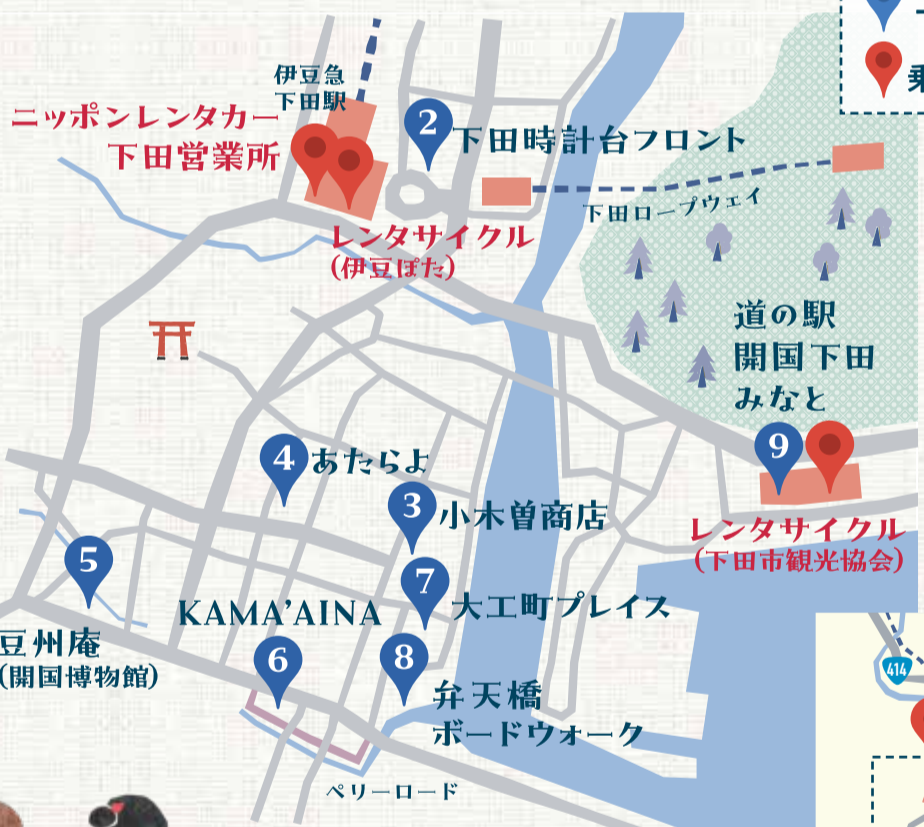 乗
伊豆急
下田駅
ニッポンレンタカー
下田営業所
2
下田時計台フロント
下田ロープウェイ
レンタサイクル
(伊豆ぽた)
道の駅
開国下田
みなと
9
4
あたらよ
3
小木曽商店
レンタサイクル
(下田市観光協会)
5
7
大工町プレイス
KAMA'AINA
豆州庵
(開国博物館)
6
8
弁天橋
ボードウォーク
414
ペリーロード